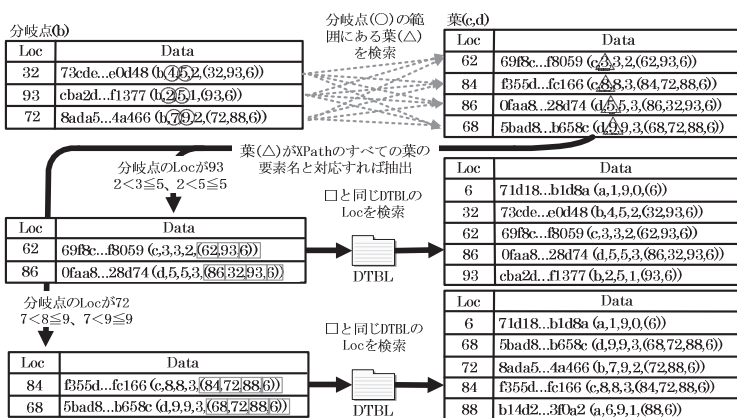 分岐点(b)
Loc Data
32 73cde...e0d48 (b,4,5,2,(32,93,6))
93 cba2d...f1377 (b,2,5,1,(93,6))
72 8ada5...4a466 (b,7,9,2,(72,88,6))
分岐点(○)の範
囲にある葉(△)
を検索
葉(c,d)
Loc Data
62 69f8c...f8059 (c,3,3,2,(62,93,6))
84 f355d...fc166 (c,8,8,3,(84,72,88,6))
86 0faa8...28d74 (d,5,5,3,(86,32,93,6))
68 5bad8...b658c (d,9,9,3,(68,72,88,6))
葉(△)がXPathのすべての葉の
要素名と対応すれば抽出
分岐点のLocが93
2<3≦5、2<5≦5
Loc Data
62 69f8c...f8059 (c,3,3,2,(62,93,6))
86 0faa8...28d74 (d,5,5,3,(86,32,93,6))
□と同じDTBLの
Locを検索
DTBL
Loc Data
6 71d18...b1d8a (a,1,9,0,(6))
32 73cde...e0d48 (b,4,5,2,(32,93,6))
62 69f8c...f8059 (c,3,3,2,(62,93,6))
86 0faa8...28d74 (d,5,5,3,(86,32,93,6))
93 cba2d...f1377 (b,2,5,1,(93,6))
分岐点のLocが72
7<8≦9、7<9≦9
Loc Data
84 f355d...fc166 (c,8,8,3,(84,72,88,6))
68 5bad8...b658c (d,9,9,3,(68,72,88,6))
□と同じDTBLの
Locを検索
DTBL
Loc Data
6 71d18...b1d8a (a,1,9,0,(6))
68 5bad8...b658c (d,9,9,3,(68,72,88,6))
72 8ada5...4a466 (b,7,9,2,(72,88,6))
84 f355d...fc166 (c,8,8,3,(84,72,88,6))
88 b14d2...3f0a2 (a,6,9,1,(88,6))